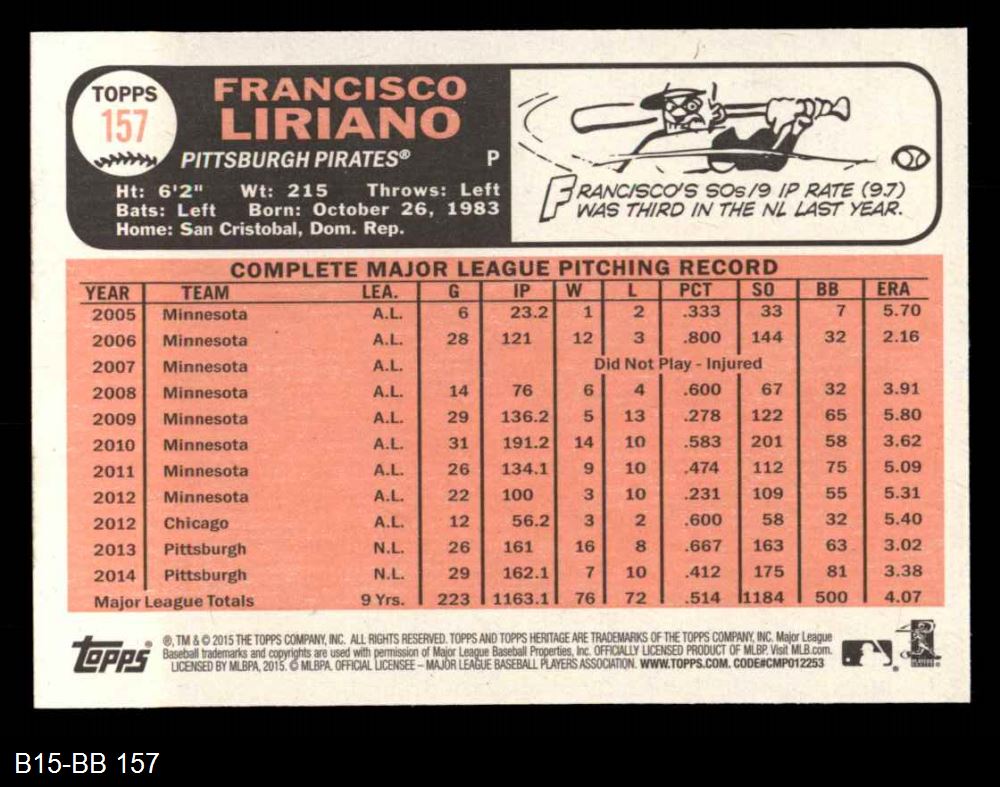 TOPPS
157
FRANCISCO
LIRIANO
PITTSBURGH PIRATES® P
Ht: 6'2" Wt: 215 Throws: Left
Bats: Left Born: October 26, 1983
Home: San Cristobal, Dom. Rep.
FRANCISCO'S SOs/9 IP RATE (9.7)
WAS THIRD IN THE NL LAST YEAR.
COMPLETE MAJOR LEAGUE PITCHING RECORD
YEAR TEAM LEA. G IP W L PCT SO BB ERA
2005 Minnesota A.L. 6 23.2 1 2 .333 33 7 5.70
2006 Minnesota A.L. 28 121 12 3 .800 144 32 2.16
2007 Minnesota A.L. Did Not Play - Injured
2008 Minnesota A.L. 14 76 6 4 .600 67 32 3.91
2009 Minnesota A.L. 29 136.2 5 13 .278 122 65 5.80
2010 Minnesota A.L. 31 191.2 14 10 .583 201 58 3.62
2011 Minnesota A.L. 26 134.1 9 10 .474 112 75 5.09
2012 Minnesota A.L. 22 100 3 10 .231 109 55 5.31
2012 Chicago A.L. 12 56.2 3 2 .600 58 32 5.40
2013 Pittsburgh N.L. 26 161 16 8 .667 163 63 3.02
2014 Pittsburgh N.L. 29 162.1 7 10 .412 175 81 3.38
Major League Totals 9 Yrs. 223 1163.1 76 72 .514 1184 500 4.07
topps®
®, TM & © 2015 THE TOPPS COMPANY, INC. ALL RIGHTS RESERVED. TOPPS AND TOPPS HERITAGE ARE TRADEMARKS OF THE TOPPS COMPANY, INC. Major League
Baseball trademarks and copyrights are used with permission of Major League Baseball Properties, Inc. OFFICIALLY LICENSED PRODUCT OF MLBP. Visit MLB.com.
LICENSED BY MLBPA, 2015. © MLBPA. OFFICIAL LICENSEE – MAJOR LEAGUE BASEBALL PLAYERS ASSOCIATION. WWW.TOPPS.COM. CODE#CMP012253
B15-BB 157